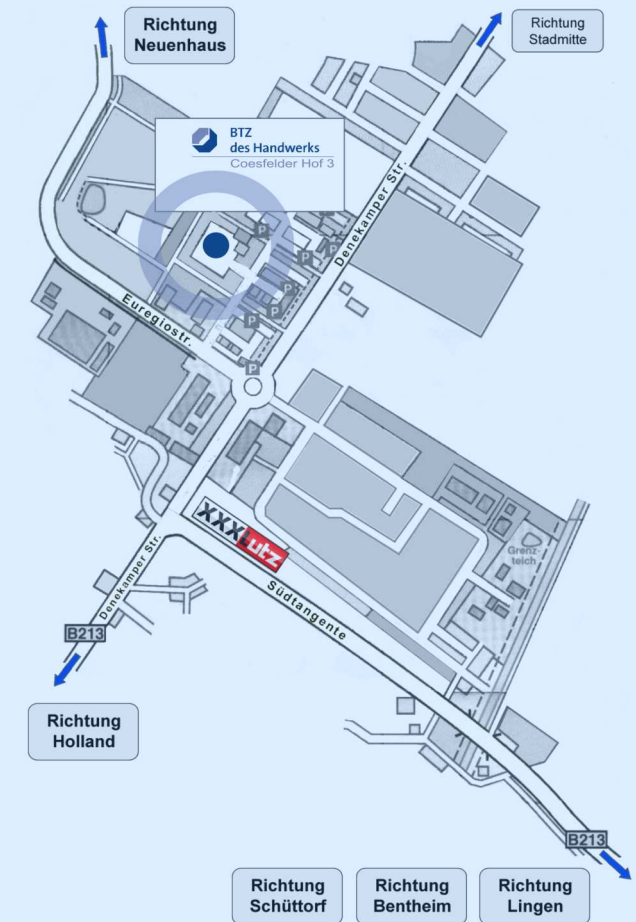 Richtung
Neuenhaus
Richtung
Stadmitte
BTZ
des Handwerks
Coesfelder Hof 3
Denekamper Str.
P
P
P
P
P
P
Euregiostr.
P
XXXLutz
Grenz-
teich
Südtangente
Denekamper Str.
B213
Richtung
Holland
B213
Richtung
Schüttorf
Richtung
Bentheim
Richtung
Lingen